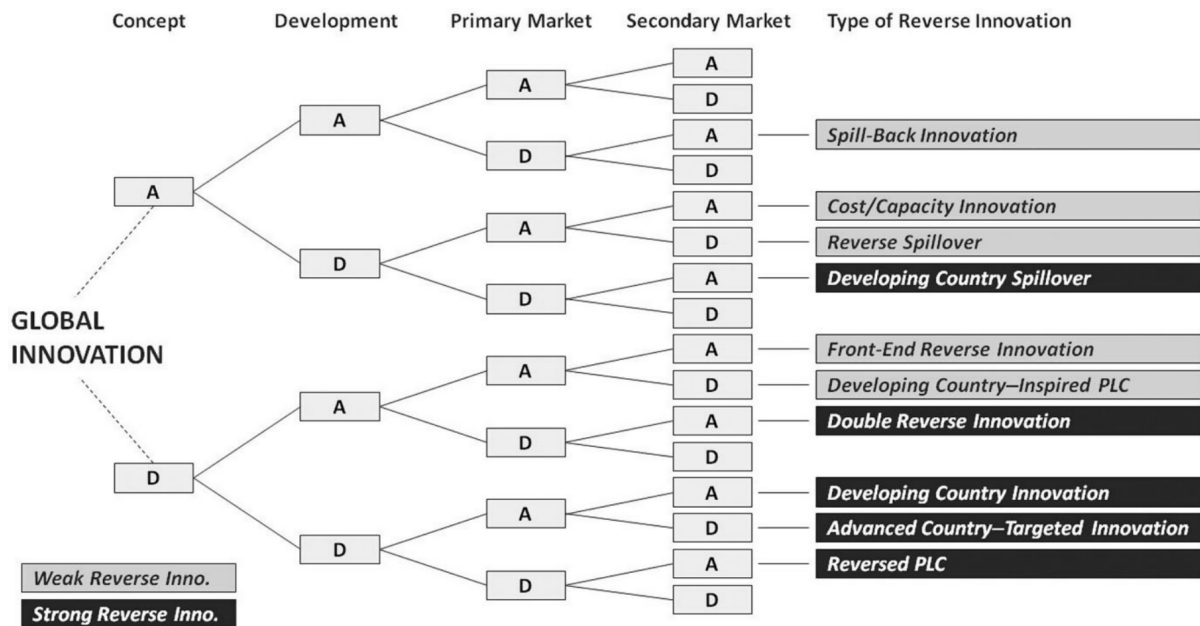 Concept Development Primary Market Secondary Market Type of Reverse Innovation
A
A
D
A
A Spill-Back Innovation
D
D
A
A Cost/Capacity Innovation
A
D Reverse Spillover
D
A Developing Country Spillover
D
D
GLOBAL
INNOVATION
A Front-End Reverse Innovation
A
D Developing Country–Inspired PLC
A
A Double Reverse Innovation
D
D
D
A Developing Country Innovation
A
D Advanced Country–Targeted Innovation
D
A Reversed PLC
D
D
Weak Reverse Inno.
Strong Reverse Inno.